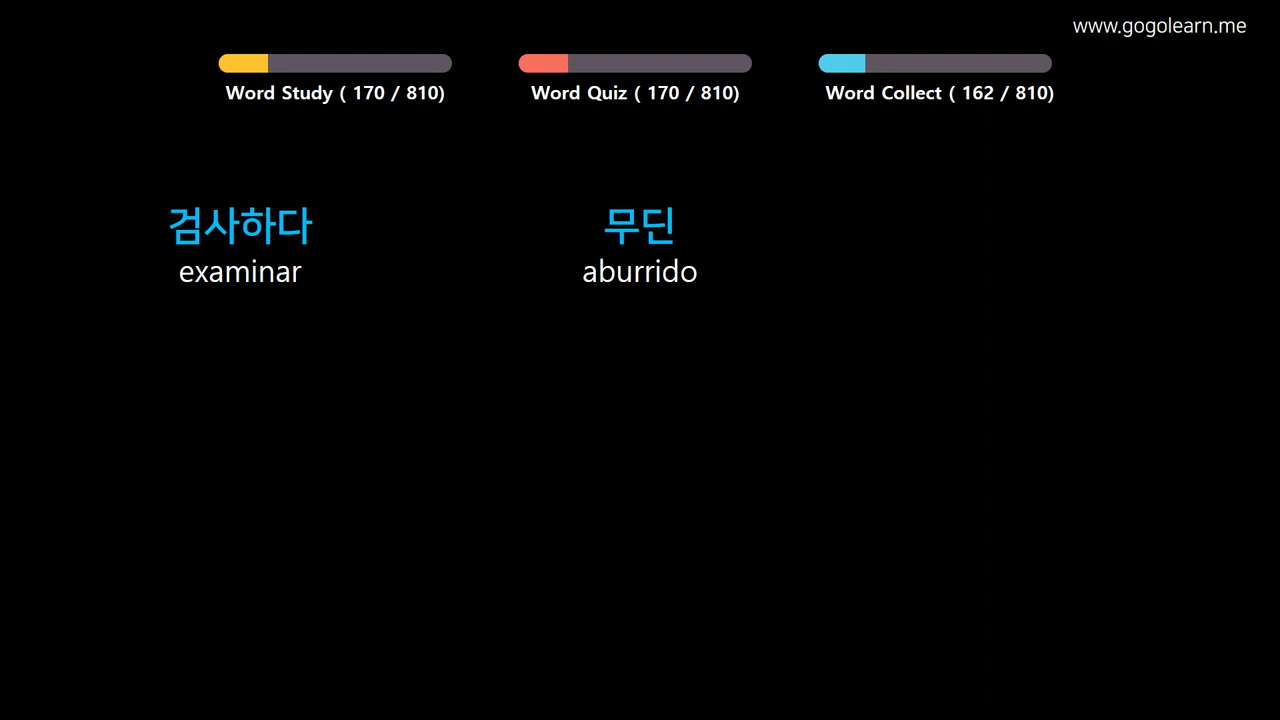 www.gogolearn.me
Word Study ( 170 / 810)
Word Quiz ( 170 / 810)
Word Collect ( 162 / 810)
검사하다
examinar
무딘
aburrido